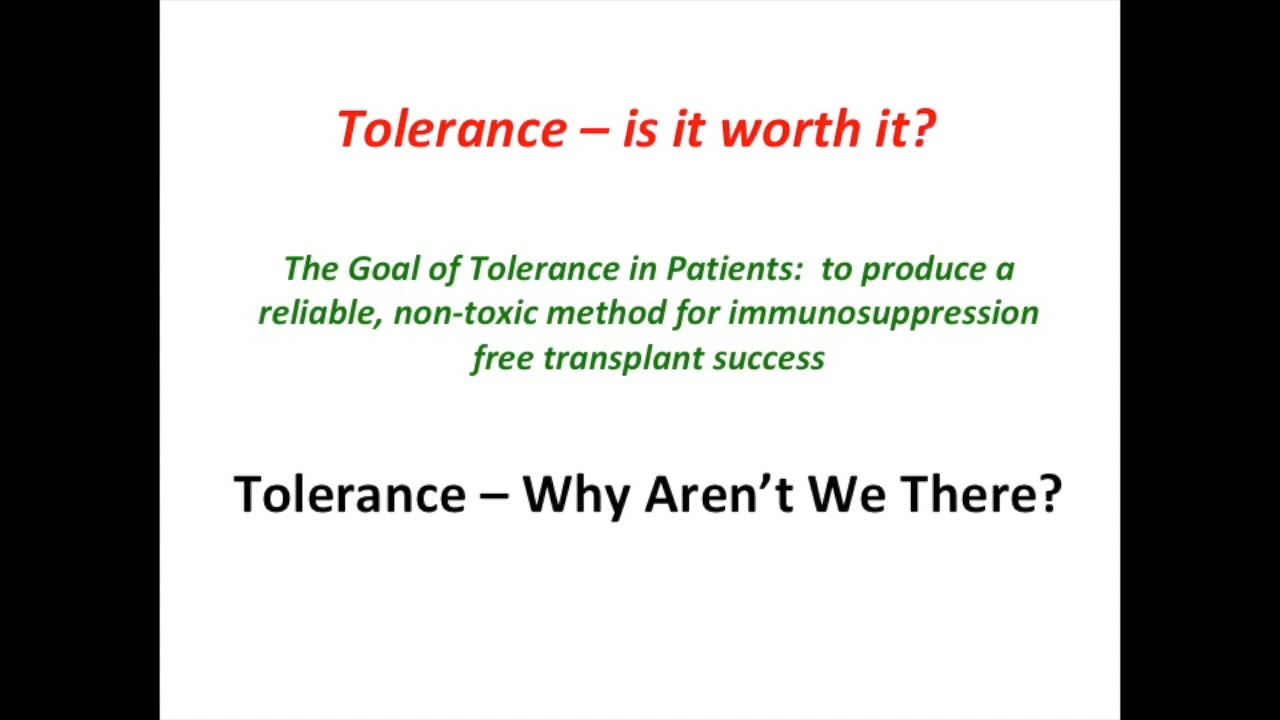 Tolerance – is it worth it?
The Goal of Tolerance in Patients:  to produce a
reliable, non-toxic method for immunosuppression
free transplant success
Tolerance – Why Aren’t We There?